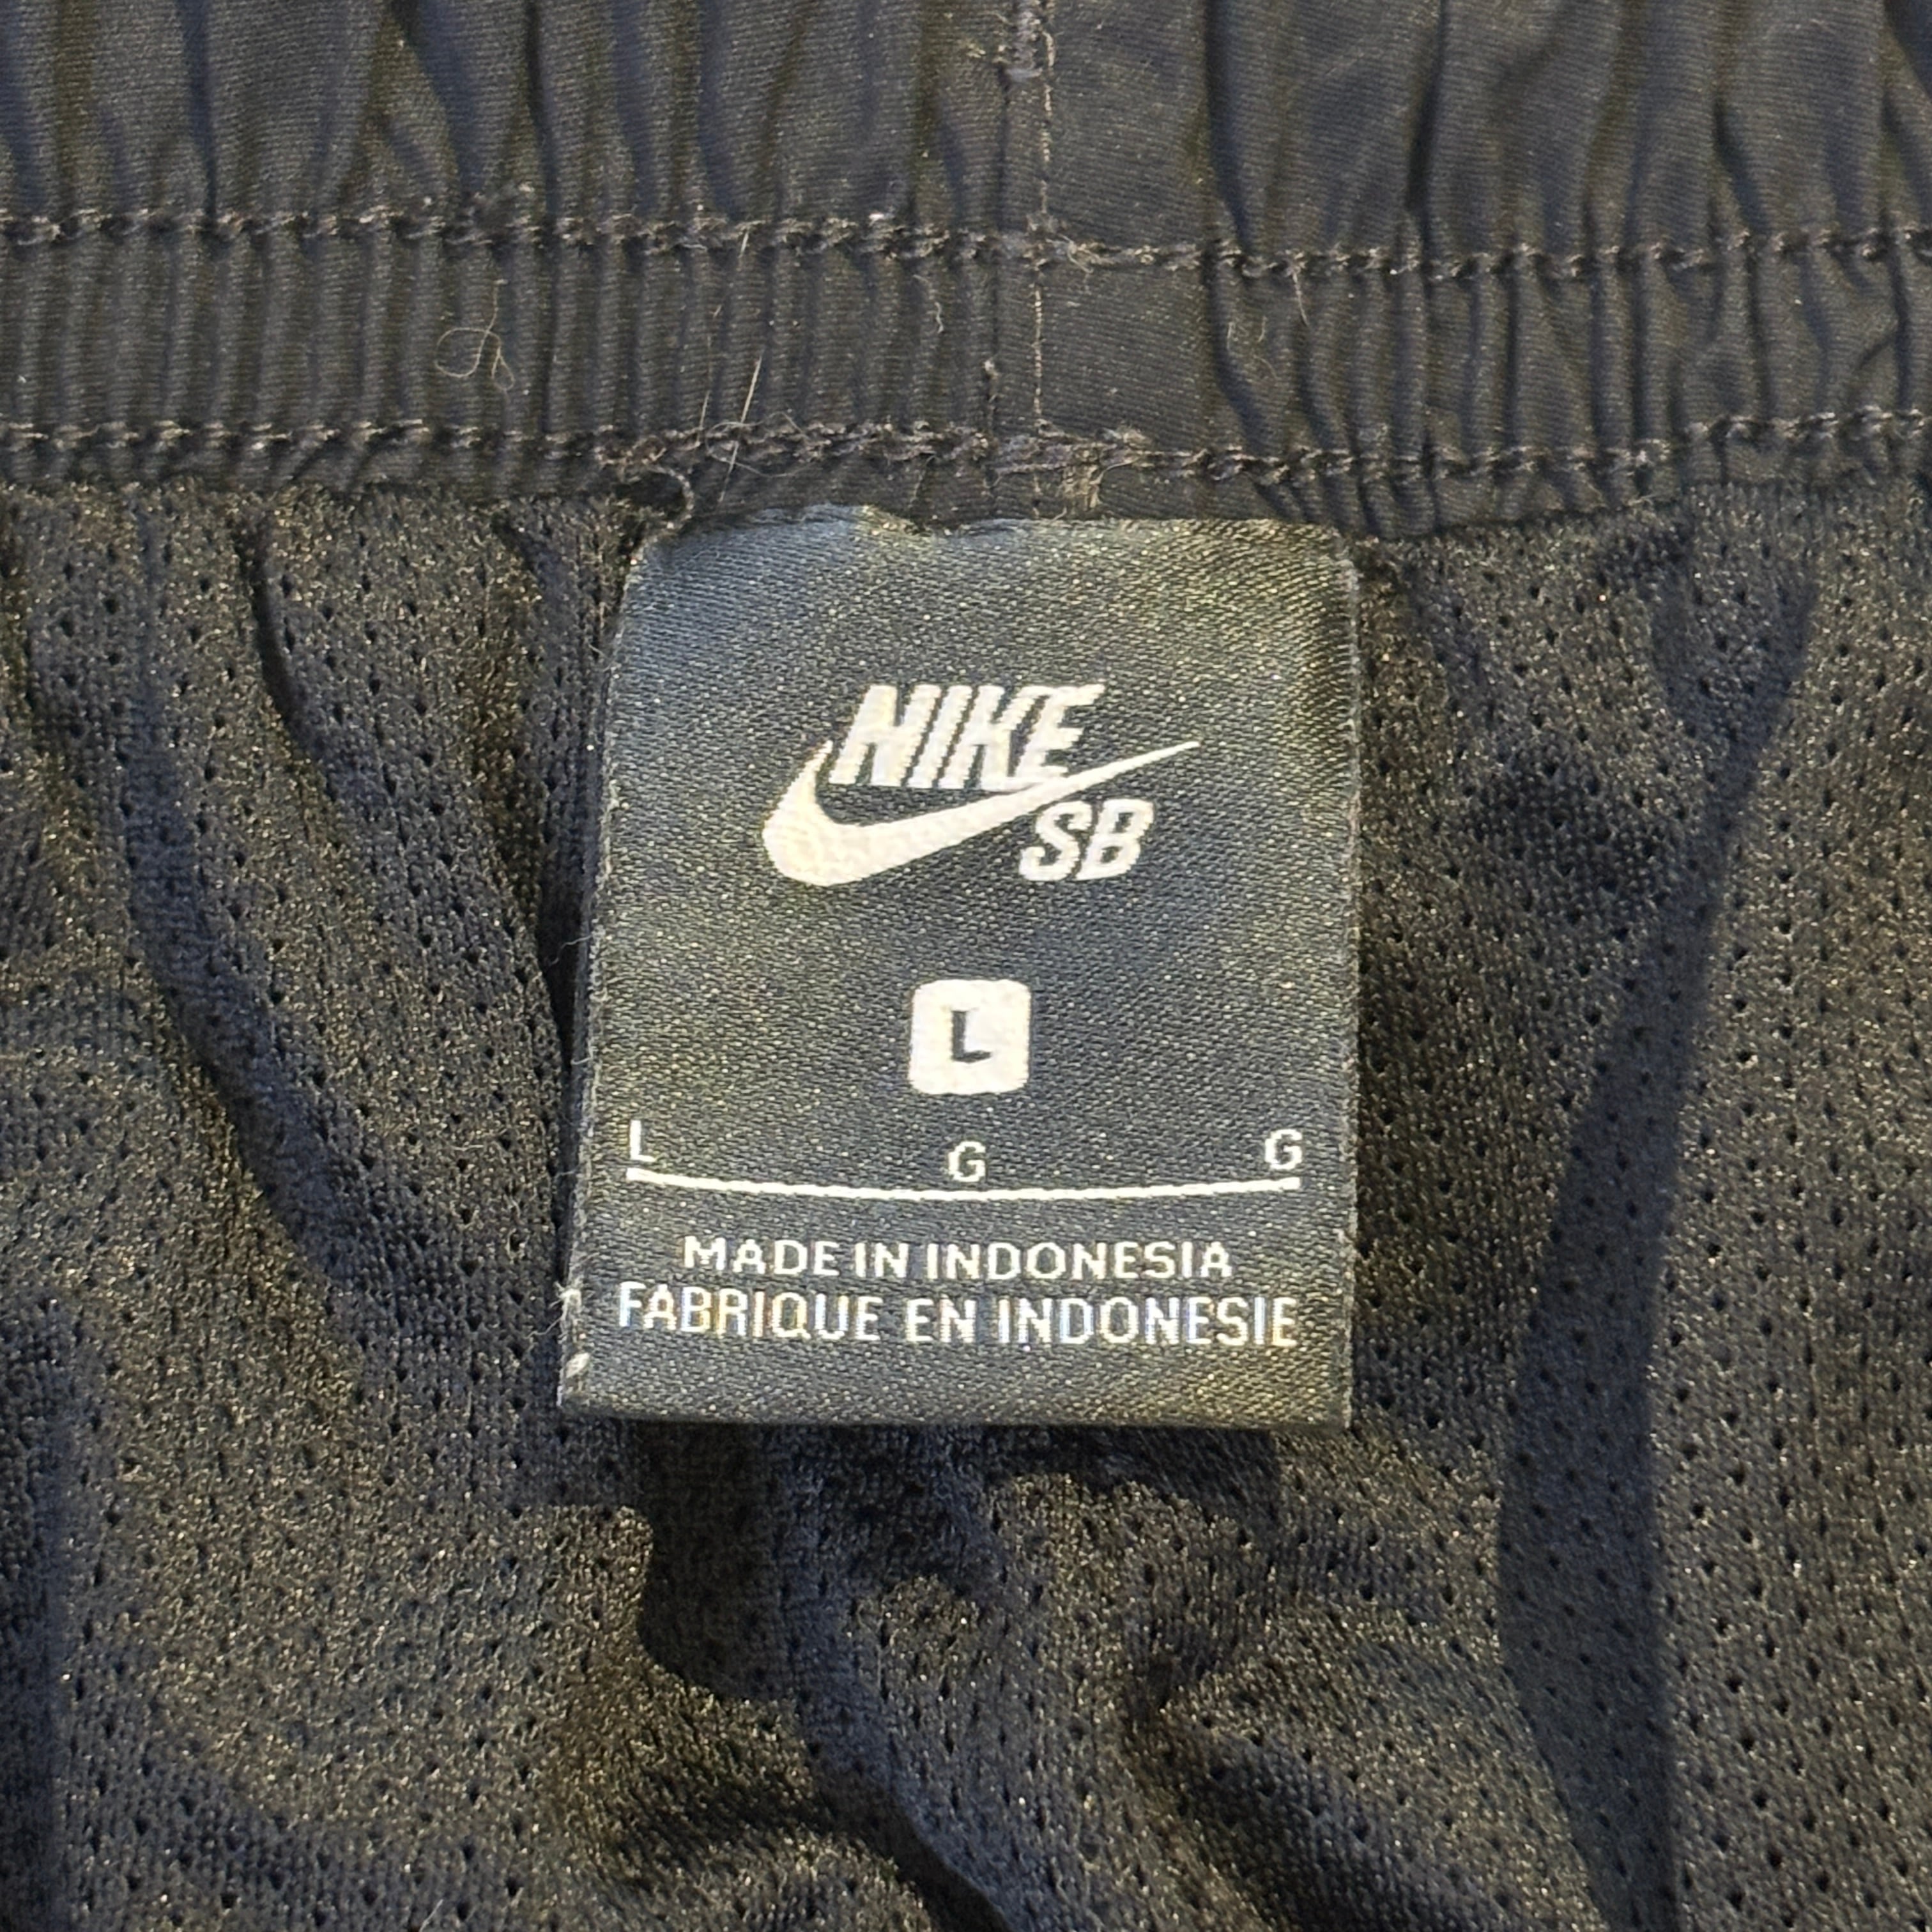 NIKE
SB
L
L G G
MADE IN INDONESIA
FABRIQUE EN INDONESIE